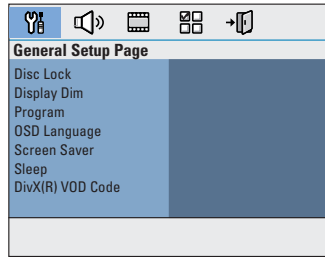 General Setup Page
Disc Lock
Display Dim
Program
OSD Language
Screen Saver
Sleep
DivX(R) VOD Code